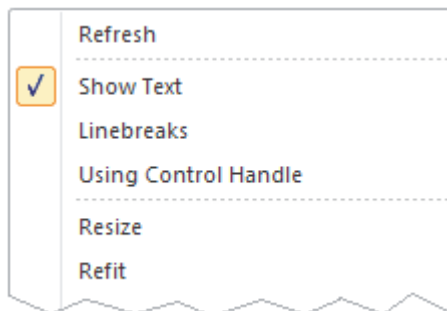 Refresh
Show Text
Linebreaks
Using Control Handle
Resize
Refit